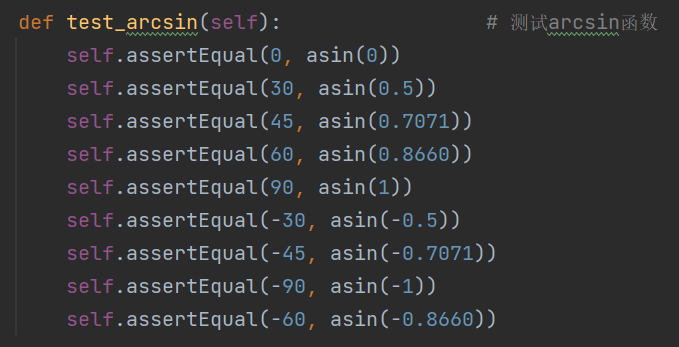 def test_arcsin(self): # 测试arcsin函数
self.assertEqual(0, asin(0))
self.assertEqual(30, asin(0.5))
self.assertEqual(45, asin(0.7071))
self.assertEqual(60, asin(0.8660))
self.assertEqual(90, asin(1))
self.assertEqual(-30, asin(-0.5))
self.assertEqual(-45, asin(-0.7071))
self.assertEqual(-90, asin(-1))
self.assertEqual(-60, asin(-0.8660))